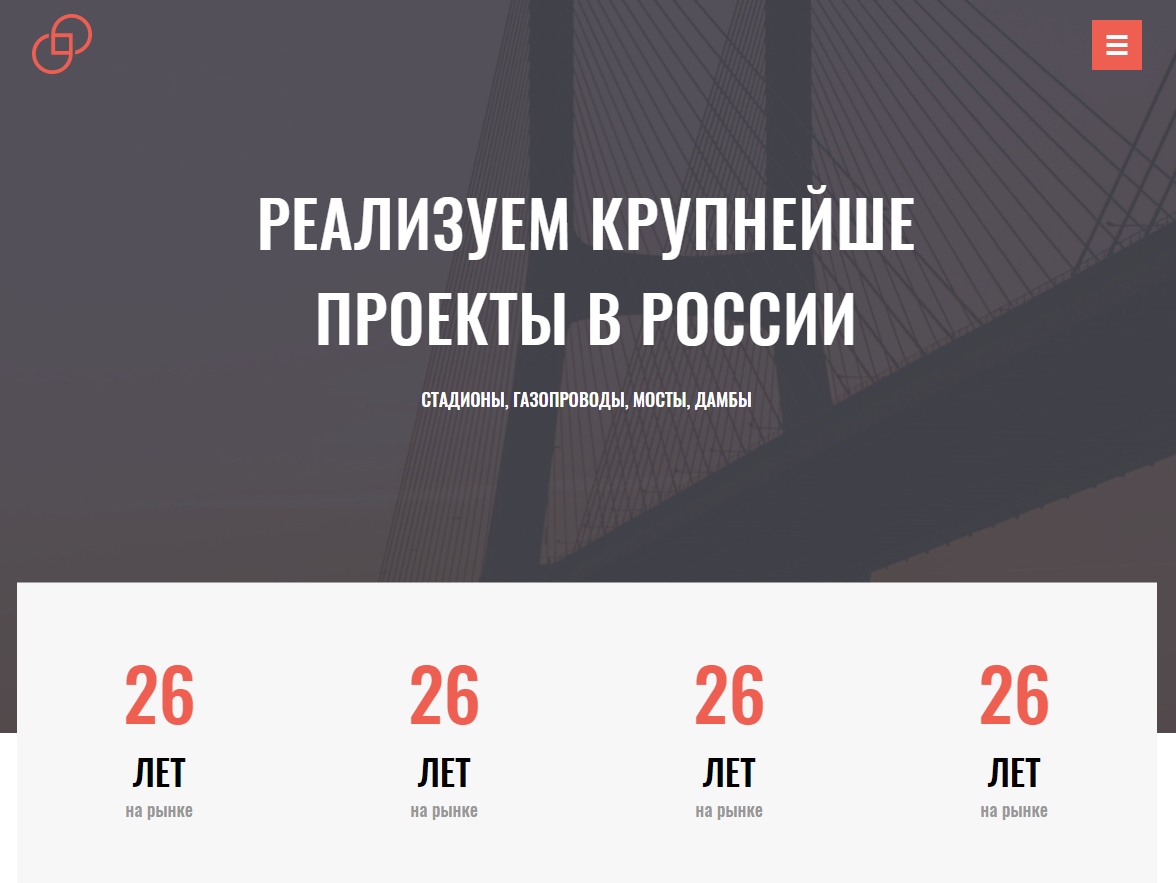 РЕАЛИЗУЕМ КРУПНЕЙШЕ
ПРОЕКТЫ В РОССИИ
СТАДИОНЫ, ГАЗОПРОВОДЫ, МОСТЫ, ДАМБЫ
26 26 26 26
ЛЕТ ЛЕТ ЛЕТ ЛЕТ
на рынке на рынке на рынке на рынке